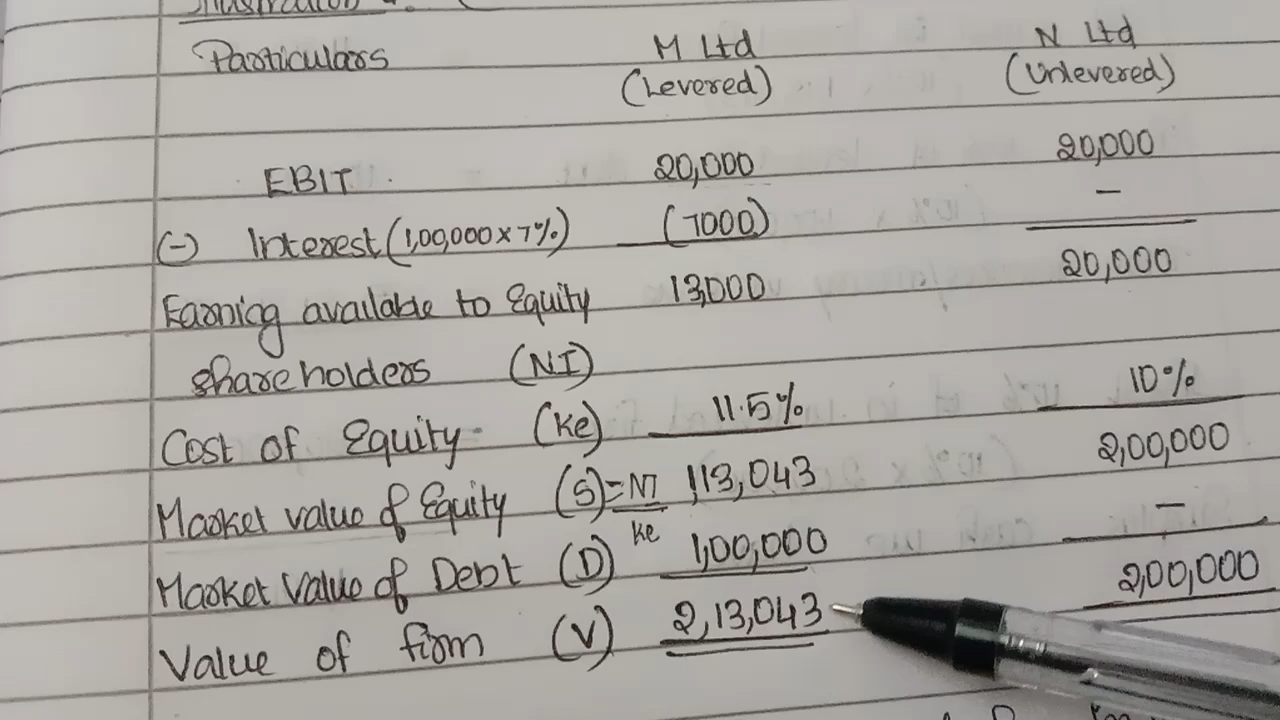 Illustration
Particulars M Ltd N Ltd
(Levered) (Unlevered)
EBIT 20,000 20,000
(-) Interest (1,00,000 x 7%) (7000) —
Earning available to Equity 13,000 20,000
shareholders (NI)
Cost of Equity (Ke) 11.5% 10%
Market value of Equity (S) = NI/Ke 1,13,043 2,00,000
Market Value of Debt (D) 1,00,000 —
Value of firm (V) 2,13,043 2,00,000